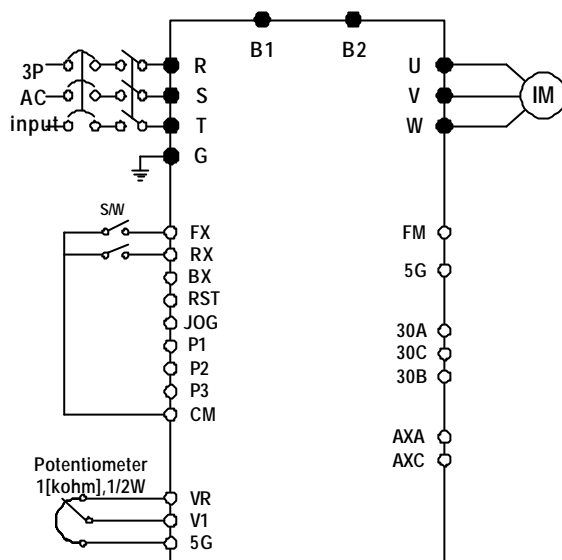 B1 B2
3P R U
AC S V IM
input T W
G
S/W
FX FM
RX
BX 5G
RST
JOG 30A
P1 30C
P2 30B
P3
CM
AXA
AXC
Potentiometer
1[kohm],1/2W
VR
V1
5G